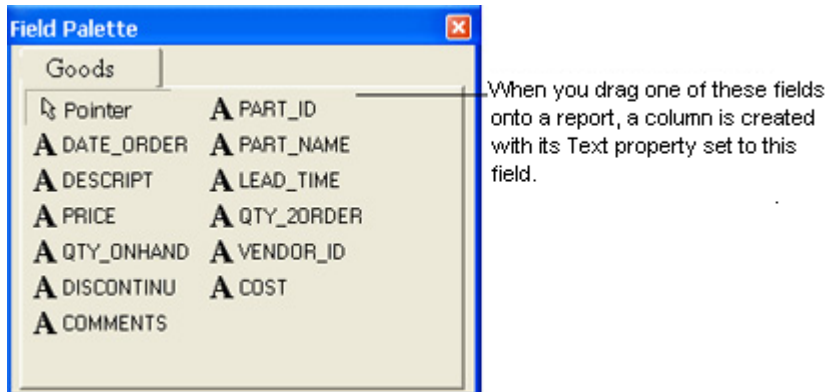 Field Palette
Goods
Pointer
PART_ID
DATE_ORDER
PART_NAME
DESCRIPT
LEAD_TIME
PRICE
QTY_2ORDER
QTY_ONHAND
VENDOR_ID
DISCONTINU
COST
COMMENTS
When you drag one of these fields
onto a report, a column is created
with its Text property set to this
field.